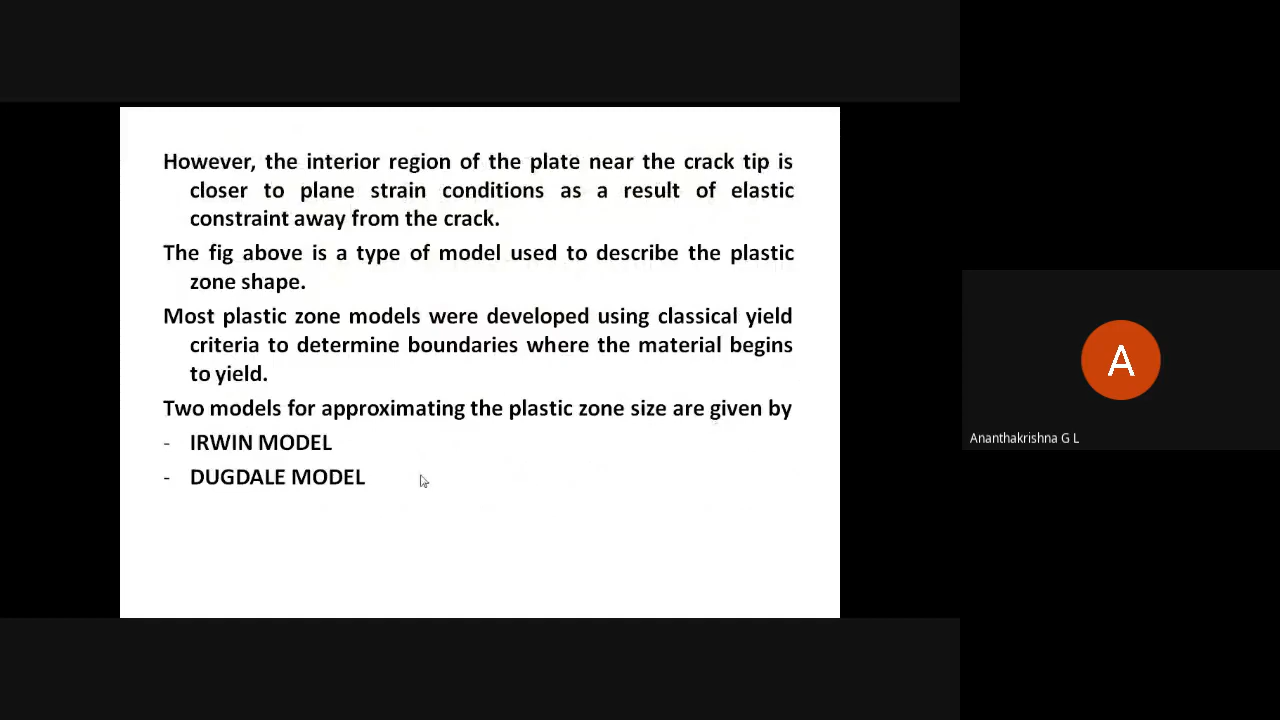 However, the interior region of the plate near the crack tip is
closer to plane strain conditions as a result of elastic
constraint away from the crack.
The fig above is a type of model used to describe the plastic
zone shape.
Most plastic zone models were developed using classical yield
criteria to determine boundaries where the material begins
to yield.
Two models for approximating the plastic zone size are given by
- IRWIN MODEL
- DUGDALE MODEL
A
Ananthakrishna G L